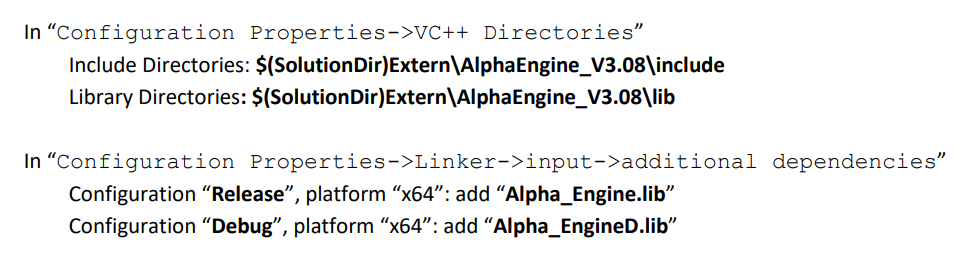 In “Configuration Properties->VC++ Directories”
Include Directories: $(SolutionDir)Extern\AlphaEngine_V3.08\include
Library Directories: $(SolutionDir)Extern\AlphaEngine_V3.08\lib
In “Configuration Properties->Linker->input->additional dependencies”
Configuration “Release”, platform “x64”: add “Alpha_Engine.lib”
Configuration “Debug”, platform “x64”: add “Alpha_EngineD.lib”